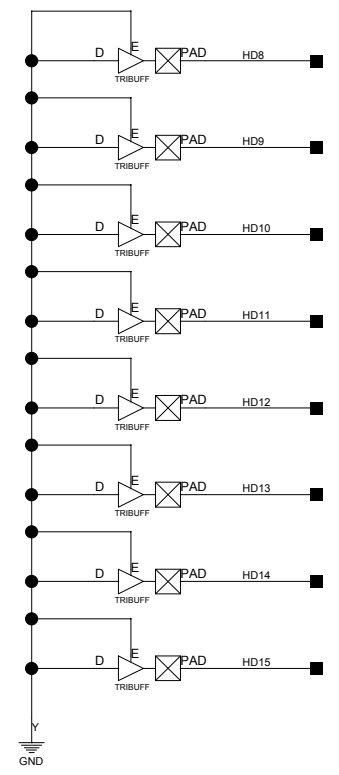 E
D PAD HD8
TRIBUFF
E
D PAD HD9
TRIBUFF
E
D PAD HD10
TRIBUFF
E
D PAD HD11
TRIBUFF
E
D PAD HD12
TRIBUFF
E
D PAD HD13
TRIBUFF
E
D PAD HD14
TRIBUFF
E
D PAD HD15
TRIBUFF
Y
GND